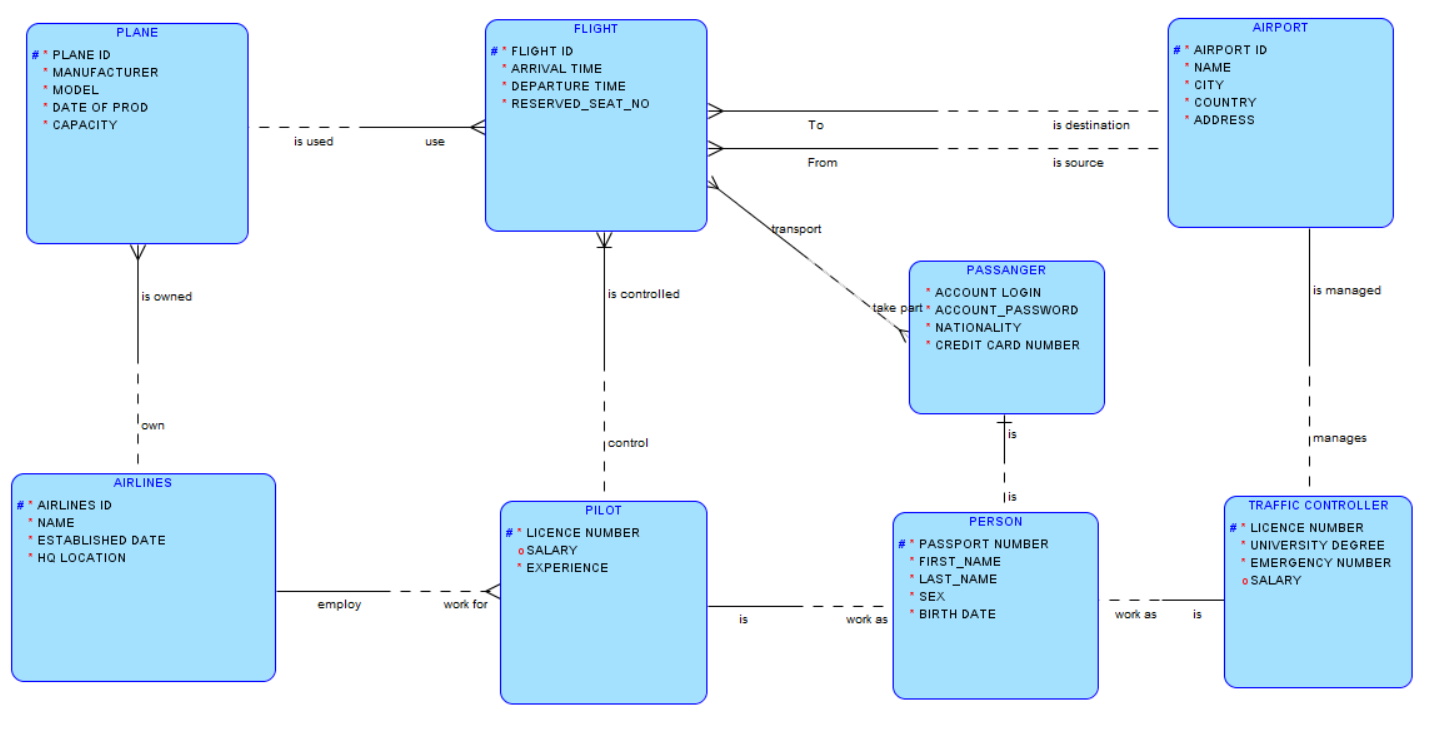 PLANE
# * PLANE ID
* MANUFACTURER
* MODEL
* DATE OF PROD
* CAPACITY
FLIGHT
# * FLIGHT ID
* ARRIVAL TIME
* DEPARTURE TIME
* RESERVED_SEAT_NO
AIRPORT
# * AIRPORT ID
* NAME
* CITY
* COUNTRY
* ADDRESS
is used
use
To
is destination
From
is source
transport
take part
PASSANGER
* ACCOUNT LOGIN
* ACCOUNT_PASSWORD
* NATIONALITY
* CREDIT CARD NUMBER
is owned
own
is controlled
control
is
is
is managed
manages
AIRLINES
# * AIRLINES ID
* NAME
* ESTABLISHED DATE
* HQ LOCATION
employ
work for
PILOT
# * LICENCE NUMBER
o SALARY
* EXPERIENCE
is
work as
PERSON
# * PASSPORT NUMBER
* FIRST_NAME
* LAST_NAME
* SEX
* BIRTH DATE
work as
is
TRAFFIC CONTROLLER
# * LICENCE NUMBER
* UNIVERSITY DEGREE
* EMERGENCY NUMBER
o SALARY